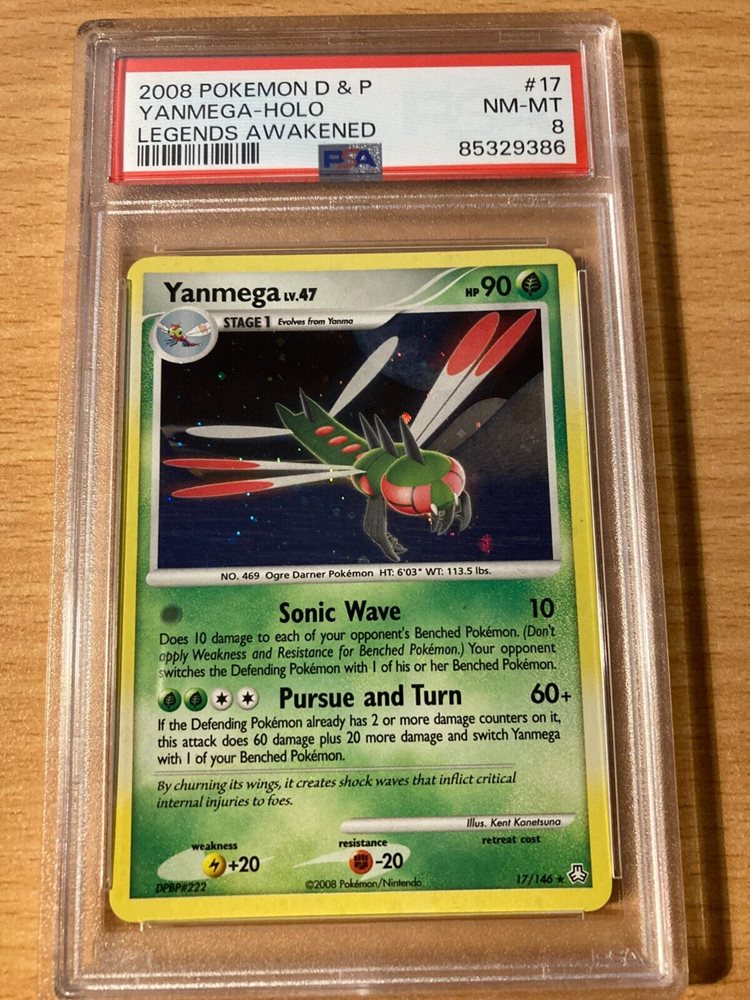 2008 POKEMON D & P #17
YANMEGA-HOLO NM-MT
LEGENDS AWAKENED 8
PSA 85329386
Yanmega LV.47 HP 90
STAGE 1 Evolves from Yanma
NO. 469 Ogre Darner Pokémon HT: 6'03" WT: 113.5 lbs.
Sonic Wave 10
Does 10 damage to each of your opponent's Benched Pokémon. (Don't
apply Weakness and Resistance for Benched Pokémon.) Your opponent
switches the Defending Pokémon with 1 of his or her Benched Pokémon.
Pursue and Turn 60+
If the Defending Pokémon already has 2 or more damage counters on it,
this attack does 60 damage plus 20 more damage and switch Yanmega
with 1 of your Benched Pokémon.
By churning its wings, it creates shock waves that inflict critical
internal injuries to foes.
Illus. Kent Kanetsuna
weakness resistance retreat cost
+20 -20
DPBP#222 ©2008 Pokémon/Nintendo 17/146